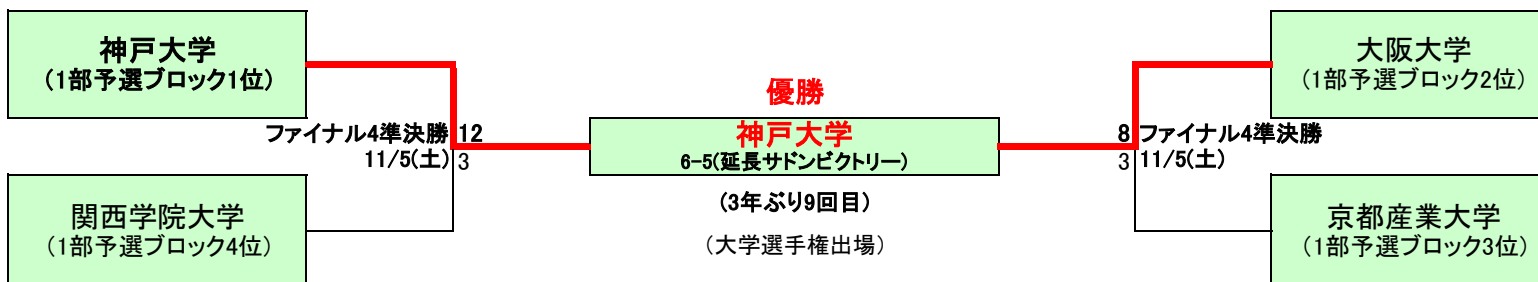 神戸大学
(1部予選ブロック1位)
ファイナル4準決勝 12
11/5(土) 3
関西学院大学
(1部予選ブロック4位)
優勝
神戸大学
6-5(延長サドンビクトリー)
(3年ぶり9回目)
(大学選手権出場)
大阪大学
(1部予選ブロック2位)
8 ファイナル4準決勝
3 11/5(土)
京都産業大学
(1部予選ブロック3位)